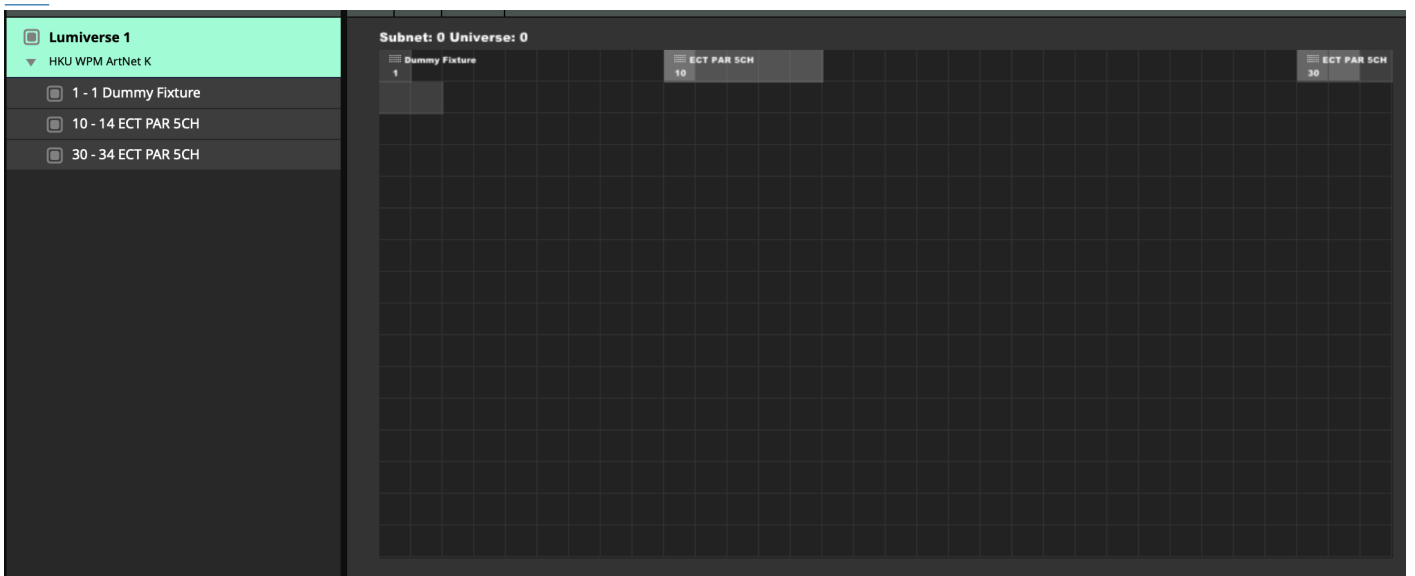 Lumiverse 1
HKU WPM ArtNet K
1 - 1 Dummy Fixture
10 - 14 ECT PAR 5CH
30 - 34 ECT PAR 5CH
Subnet: 0 Universe: 0
Dummy Fixture
1
ECT PAR 5CH
10
ECT PAR 5CH
30